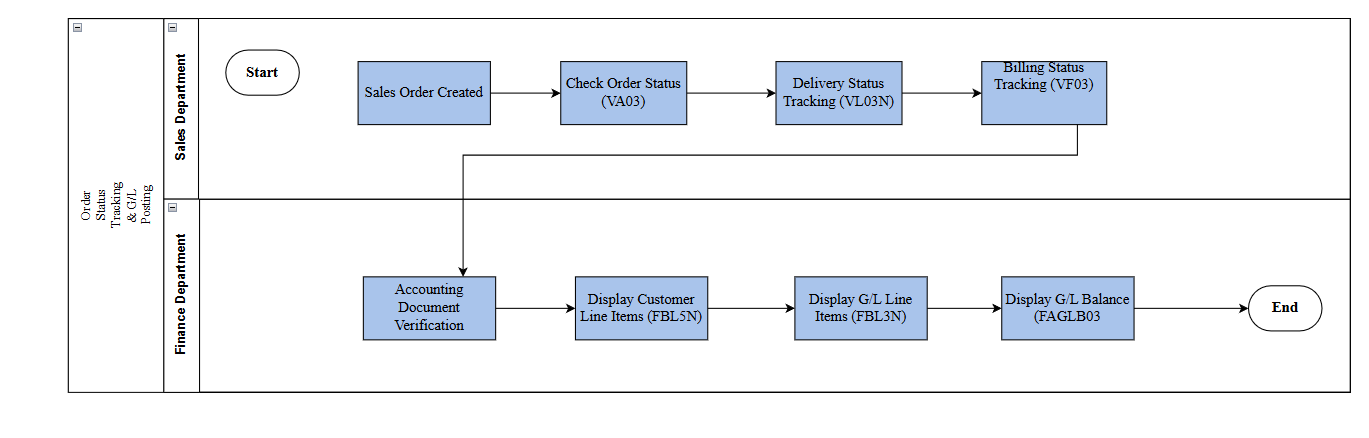 Order
Status
Tracking
& G/L
Posting
Sales Department
Start
Sales Order Created
Check Order Status
(VA03)
Delivery Status
Tracking (VL03N)
Billing Status
Tracking (VF03)
Finance Department
Accounting
Document
Verification
Display Customer
Line Items (FBL5N)
Display G/L Line
Items (FBL3N)
Display G/L Balance
(FAGLB03
End